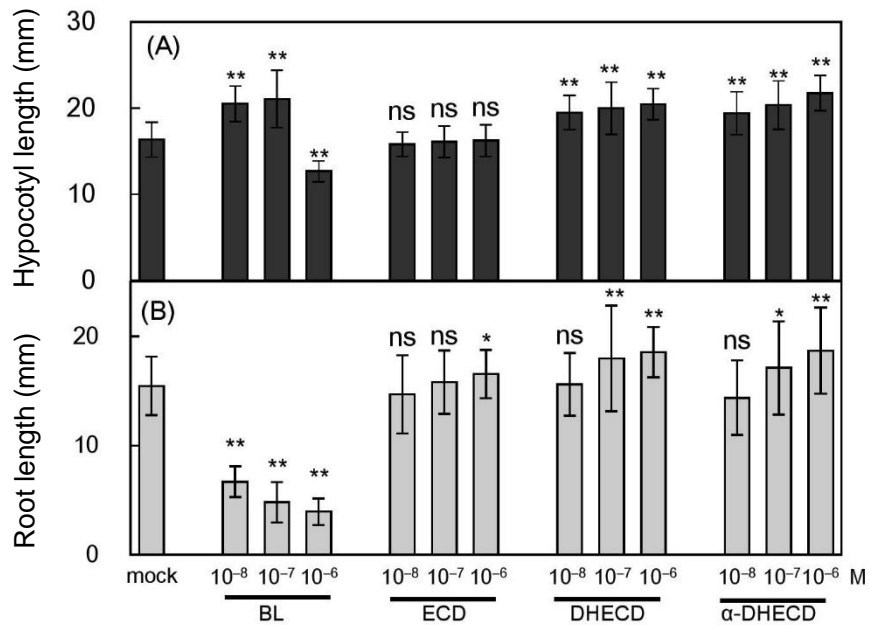 30
(A)
Hypocotyl length (mm)
20
10
0
** ** ** ns ns ns ** ** ** ** ** **
(B)
Root length (mm)
20
10
0
** ** ** ns ns * ns ** ** ns * **
mock 10⁻⁸ 10⁻⁷ 10⁻⁶ 10⁻⁸ 10⁻⁷ 10⁻⁶ 10⁻⁸ 10⁻⁷ 10⁻⁶ 10⁻⁸ 10⁻⁷ 10⁻⁶ M
BL ECD DHECD α-DHECD